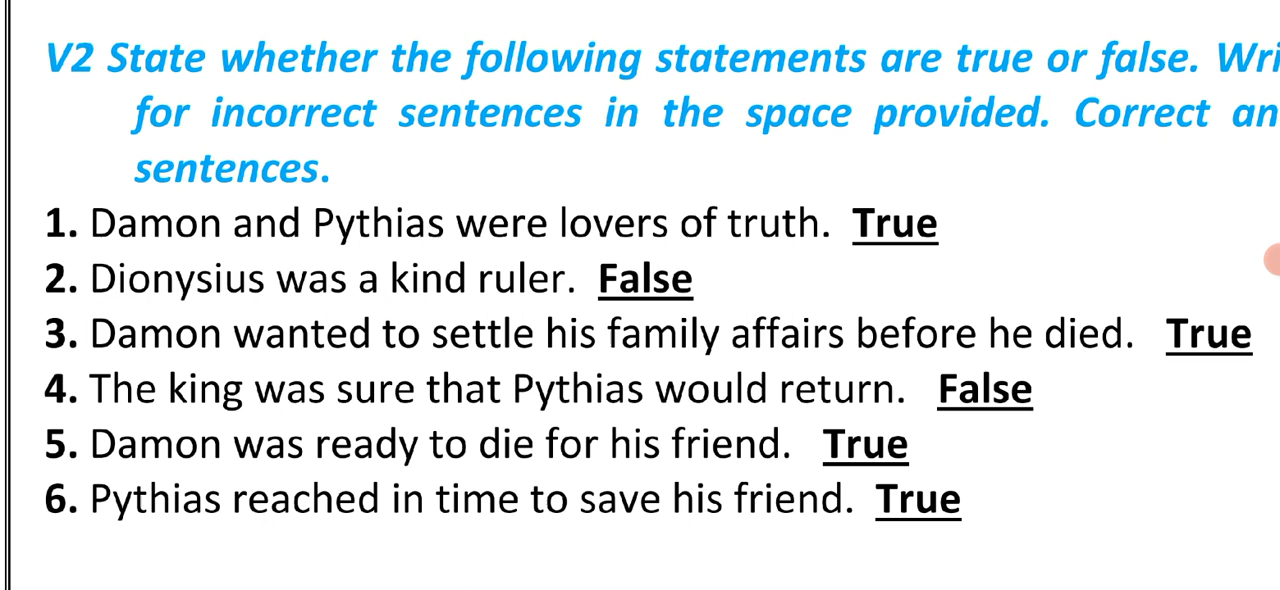 V2 State whether the following statements are true or false. Wri
for incorrect sentences in the space provided. Correct an
sentences.
1. Damon and Pythias were lovers of truth. True
2. Dionysius was a kind ruler. False
3. Damon wanted to settle his family affairs before he died. True
4. The king was sure that Pythias would return. False
5. Damon was ready to die for his friend. True
6. Pythias reached in time to save his friend. True